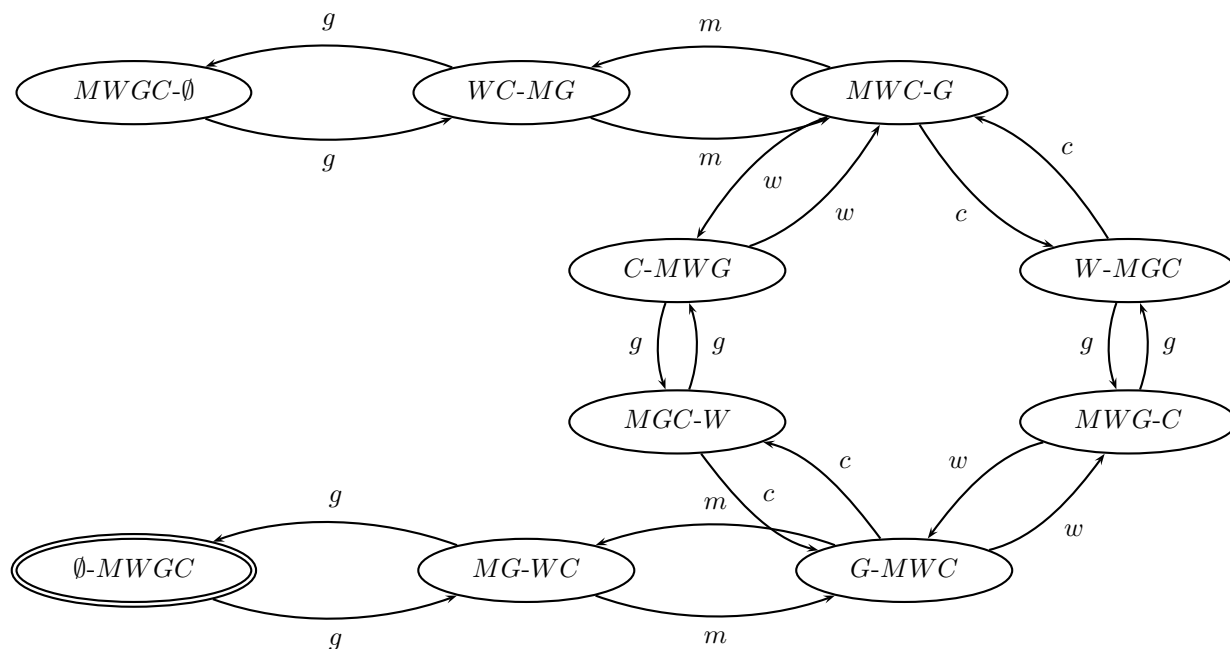 g m
MWGC-∅ WC-MG MWC-G
g m
w c
w c
C-MWG W-MGC
g g g g
MGC-W MWG-C
w
c
g m c
w
∅-MWGC MG-WC G-MWC
g m